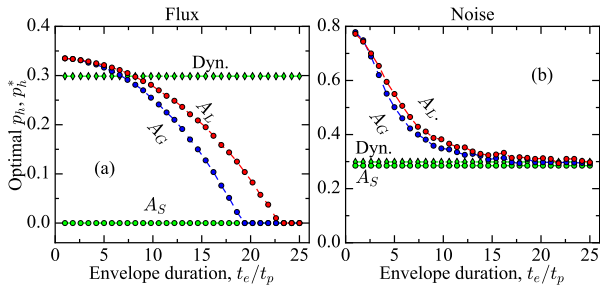 Flux
Noise
Optimal p_h, p_h^*
0.4
0.3
0.2
0.1
0.0
Dyn.
A_L
A_G
(a)
A_S
0 5 10 15 20 25
Envelope duration, t_e/t_p
0.8
0.6
0.4
0.2
(b)
A_L.
A_G
Dyn.
A_S
0 5 10 15 20 25
Envelope duration, t_e/t_p